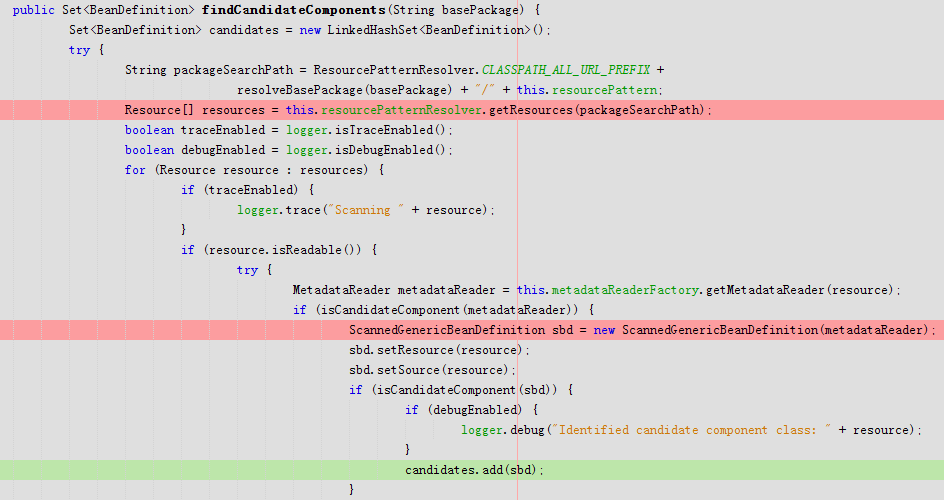 public Set<BeanDefinition> findCandidateComponents(String basePackage) {
Set<BeanDefinition> candidates = new LinkedHashSet<BeanDefinition>();
try {
String packageSearchPath = ResourcePatternResolver.CLASSPATH_ALL_URL_PREFIX +
resolveBasePackage(basePackage) + "/" + this.resourcePattern;
Resource[] resources = this.resourcePatternResolver.getResources(packageSearchPath);
boolean traceEnabled = logger.isTraceEnabled();
boolean debugEnabled = logger.isDebugEnabled();
for (Resource resource : resources) {
if (traceEnabled) {
logger.trace("Scanning " + resource);
}
if (resource.isReadable()) {
try {
MetadataReader metadataReader = this.metadataReaderFactory.getMetadataReader(resource);
if (isCandidateComponent(metadataReader)) {
ScannedGenericBeanDefinition sbd = new ScannedGenericBeanDefinition(metadataReader);
sbd.setResource(resource);
sbd.setSource(resource);
if (isCandidateComponent(sbd)) {
if (debugEnabled) {
logger.debug("Identified candidate component class: " + resource);
}
candidates.add(sbd);
}